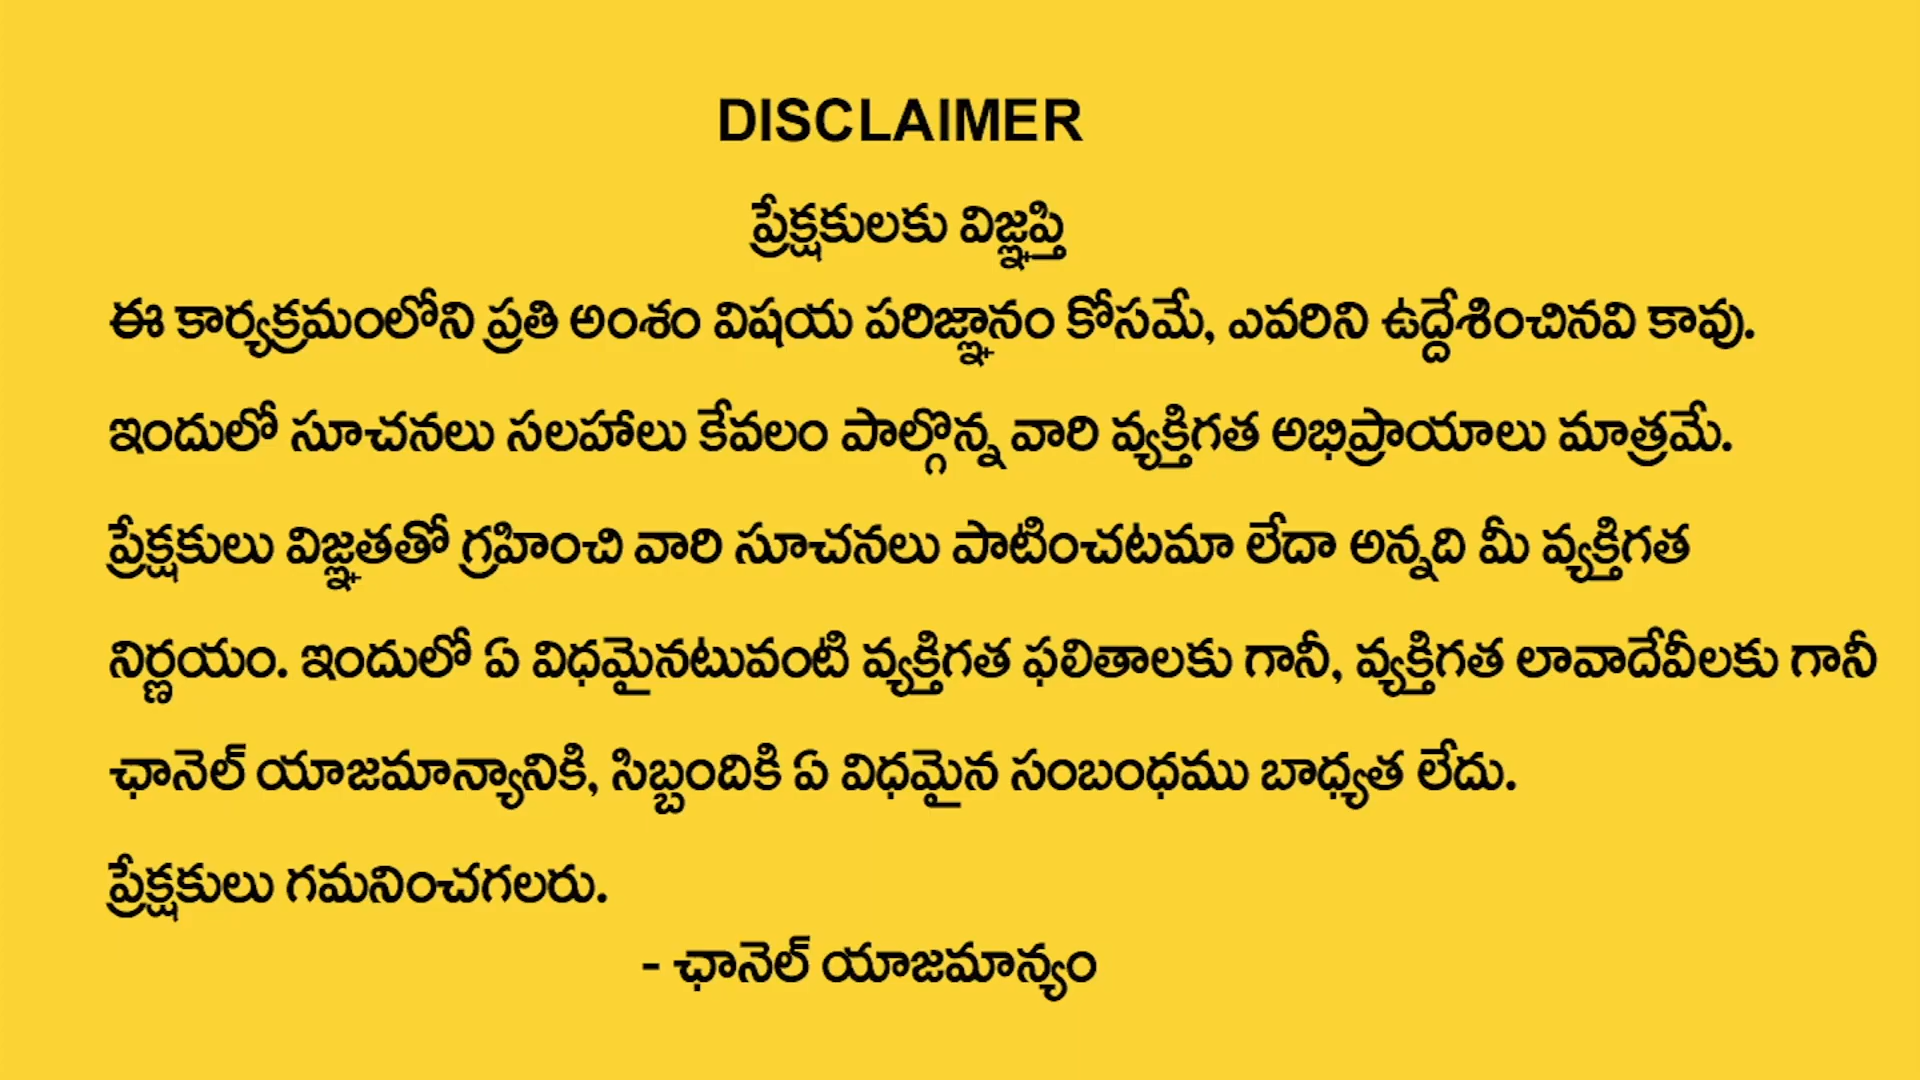 DISCLAIMER
ప్రేక్షకులకు విజ్ఞప్తి
ఈ కార్యక్రమంలోని ప్రతి అంశం విషయ పరిజ్ఞానం కోసమే, ఎవరిని ఉద్దేశించినవి కావు.
ఇందులో సూచనలు సలహాలు కేవలం పాల్గొన్న వారి వ్యక్తిగత అభిప్రాయాలు మాత్రమే.
ప్రేక్షకులు విజ్ఞతతో గ్రహించి వారి సూచనలు పాటించటమా లేదా అన్నది మీ వ్యక్తిగత
నిర్ణయం. ఇందులో ఏ విధమైనటువంటి వ్యక్తిగత ఫలితాలకు గానీ, వ్యక్తిగత లావాదేవీలకు గానీ
ఛానెల్ యాజమాన్యానికి, సిబ్బందికి ఏ విధమైన సంబంధము బాధ్యత లేదు.
ప్రేక్షకులు గమనించగలరు.
- ఛానెల్ యాజమాన్యం